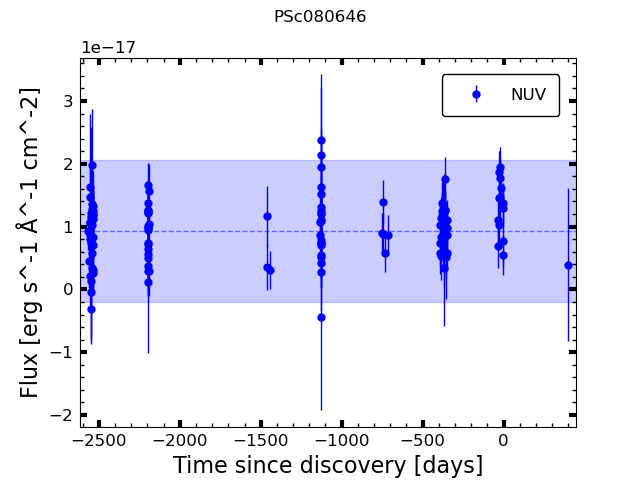 PSc080646
1e−17
NUV
3
2
1
0
−1
−2
Flux [erg s^-1 Å^-1 cm^-2]
−2500 −2000 −1500 −1000 −500 0
Time since discovery [days]